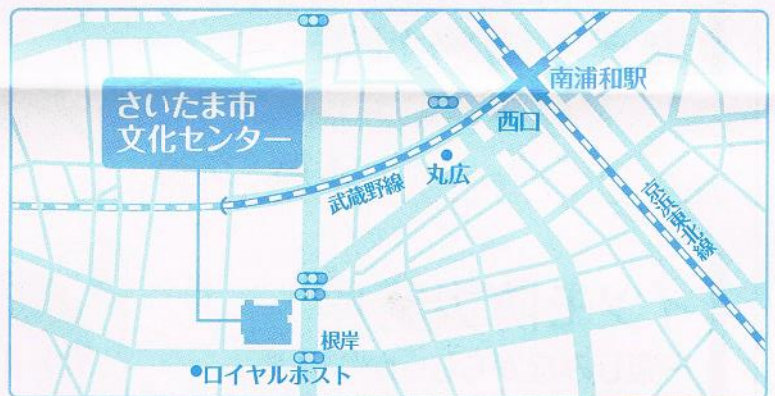 さいたま市
文化センター
南浦和駅
西口
丸広
武蔵野線
京浜東北線
根岸
ロイヤルホスト